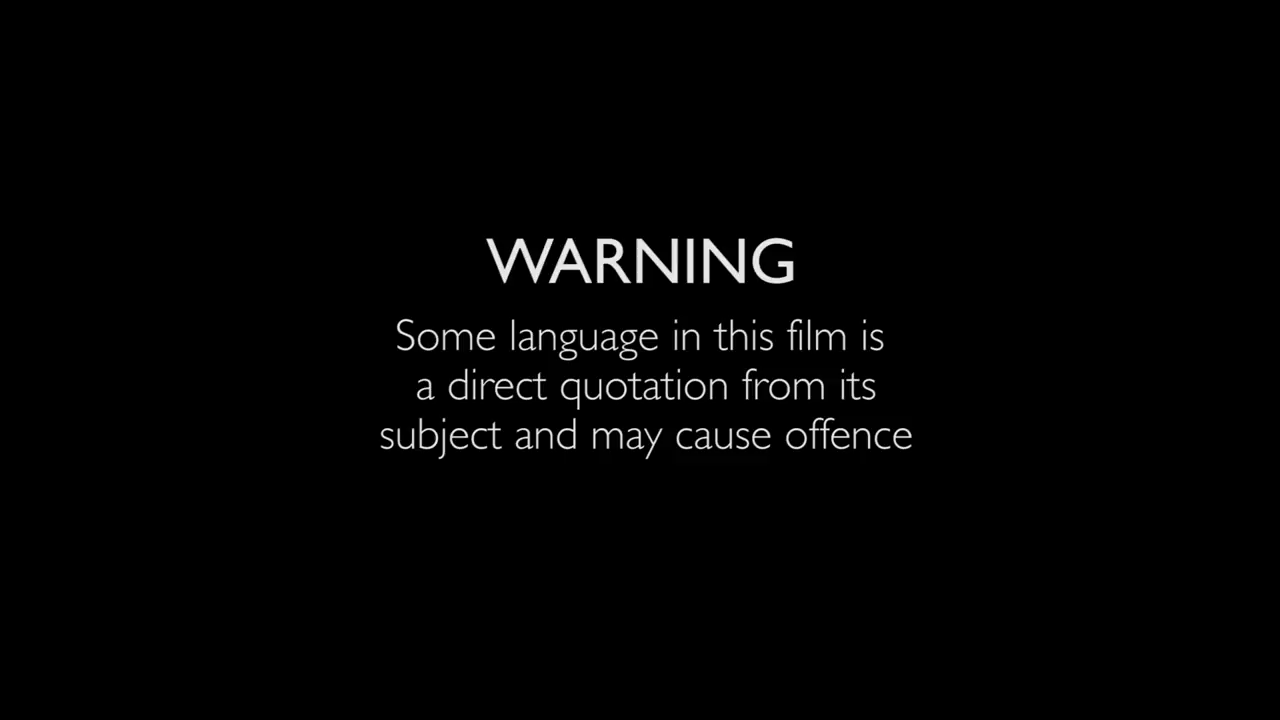 WARNING
Some language in this film is
a direct quotation from its
subject and may cause offence